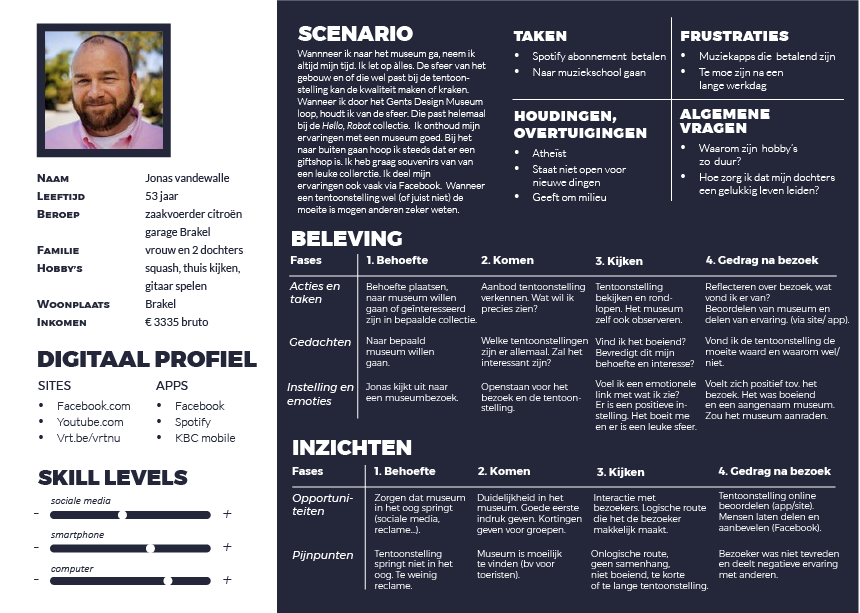 Naam Jonas vandewalle
Leeftijd 53 jaar
Beroep zaakvoerder citroën
garage Brakel
Familie vrouw en 2 dochters
Hobby's squash, thuis kijken,
gitaar spelen
Woonplaats Brakel
Inkomen € 3335 bruto
DIGITAAL PROFIEL
SITES
• Facebook.com
• Youtube.com
• Vrt.be/vrtnu
APPS
• Facebook
• Spotify
• KBC mobile
SKILL LEVELS
sociale media
- +
smartphone
- +
computer
- +
SCENARIO
Wannneer ik naar het museum ga, neem ik
altijd mijn tijd. Ik let op àlles. De sfeer van het
gebouw en of die wel past bij de tentoon-
stelling kan de kwaliteit maken of kraken.
Wanneer ik door het Gents Design Museum
loop, houdt ik van de sfeer. Die past helemaal
bij de Hello, Robot collectie. Ik onthoud mijn
ervaringen met een museum goed. Bij het
naar buiten gaan hoop ik steeds dat er een
giftshop is. Ik heb graag souvenirs van van
een leuke collerctie. Ik deel mijn
ervaringen ook vaak via Facebook. Wanneer
een tentoonstelling wel (of juist niet) de
moeite is mogen anderen zeker weten.
TAKEN
• Spotify abonnement betalen
• Naar muziekschool gaan
FRUSTRATIES
• Muziekapps die betalend zijn
• Te moe zijn na een
lange werkdag
HOUDINGEN,
OVERTUIGINGEN
• Atheïst
• Staat niet open voor
nieuwe dingen
• Geeft om milieu
ALGEMENE
VRAGEN
• Waarom zijn hobby's
zo duur?
• Hoe zorg ik dat mijn dochters
een gelukkig leven leiden?
BELEVING
Fases 1. Behoefte 2. Komen 3. Kijken 4. Gedrag na bezoek
Acties en
taken
Behoefte plaatsen,
naar museum willen
gaan of geïnteresseerd
zijn in bepaalde collectie.
Aanbod tentoonstelling
verkennen. Wat wil ik
precies zien?
Tentoonstelling
bekijken en rond-
lopen. Het museum
zelf ook observeren.
Reflecteren over bezoek, wat
vond ik er van?
Beoordelen van museum en
delen van ervaring. (via site/ app).
Gedachten
Naar bepaald
museum willen
gaan.
Welke tentoonstellingen
zijn er allemaal. Zal het
interessant zijn?
Vind ik het boeiend?
Bevredigt dit mijn
behoefte en interesse?
Vond ik de tentoonstelling de
moeite waard en waarom wel/
niet.
Instelling en
emoties
Jonas kijkt uit naar
een museumbezoek.
Openstaan voor het
bezoek en de tentoon-
stelling.
Voel ik een emotionele
link met wat ik zie?
Er is een positieve in-
stelling. Het boeit me
en er is een leuke sfeer.
Voelt zich positief tov. het
bezoek. Het was boeiend
en een aangenaam museum.
Zou het museum aanraden.
INZICHTEN
Fases 1. Behoefte 2. Komen 3. Kijken 4. Gedrag na bezoek
Opportuni-
teiten
Zorgen dat museum
in het oog springt
(sociale media,
reclame..).
Duidelijkheid in het
museum. Goede eerste
indruk geven. Kortingen
geven voor groepen.
Interactie met
bezoekers. Logische route
die het de bezoeker
makkelijk maakt.
Tentoonstelling online
beoordelen (app/site).
Mensen laten delen en
aanbevelen (Facebook).
Pijnpunten
Tentoonstelling
springt niet in het
oog. Te weinig
reclame.
Museum is moeilijk
te vinden (bv voor
toeristen).
Onlogische route,
geen samenhang,
niet boeiend, te korte
of te lange tentoonstelling.
Bezoeker was niet tevreden
en deelt negatieve ervaring
met anderen.